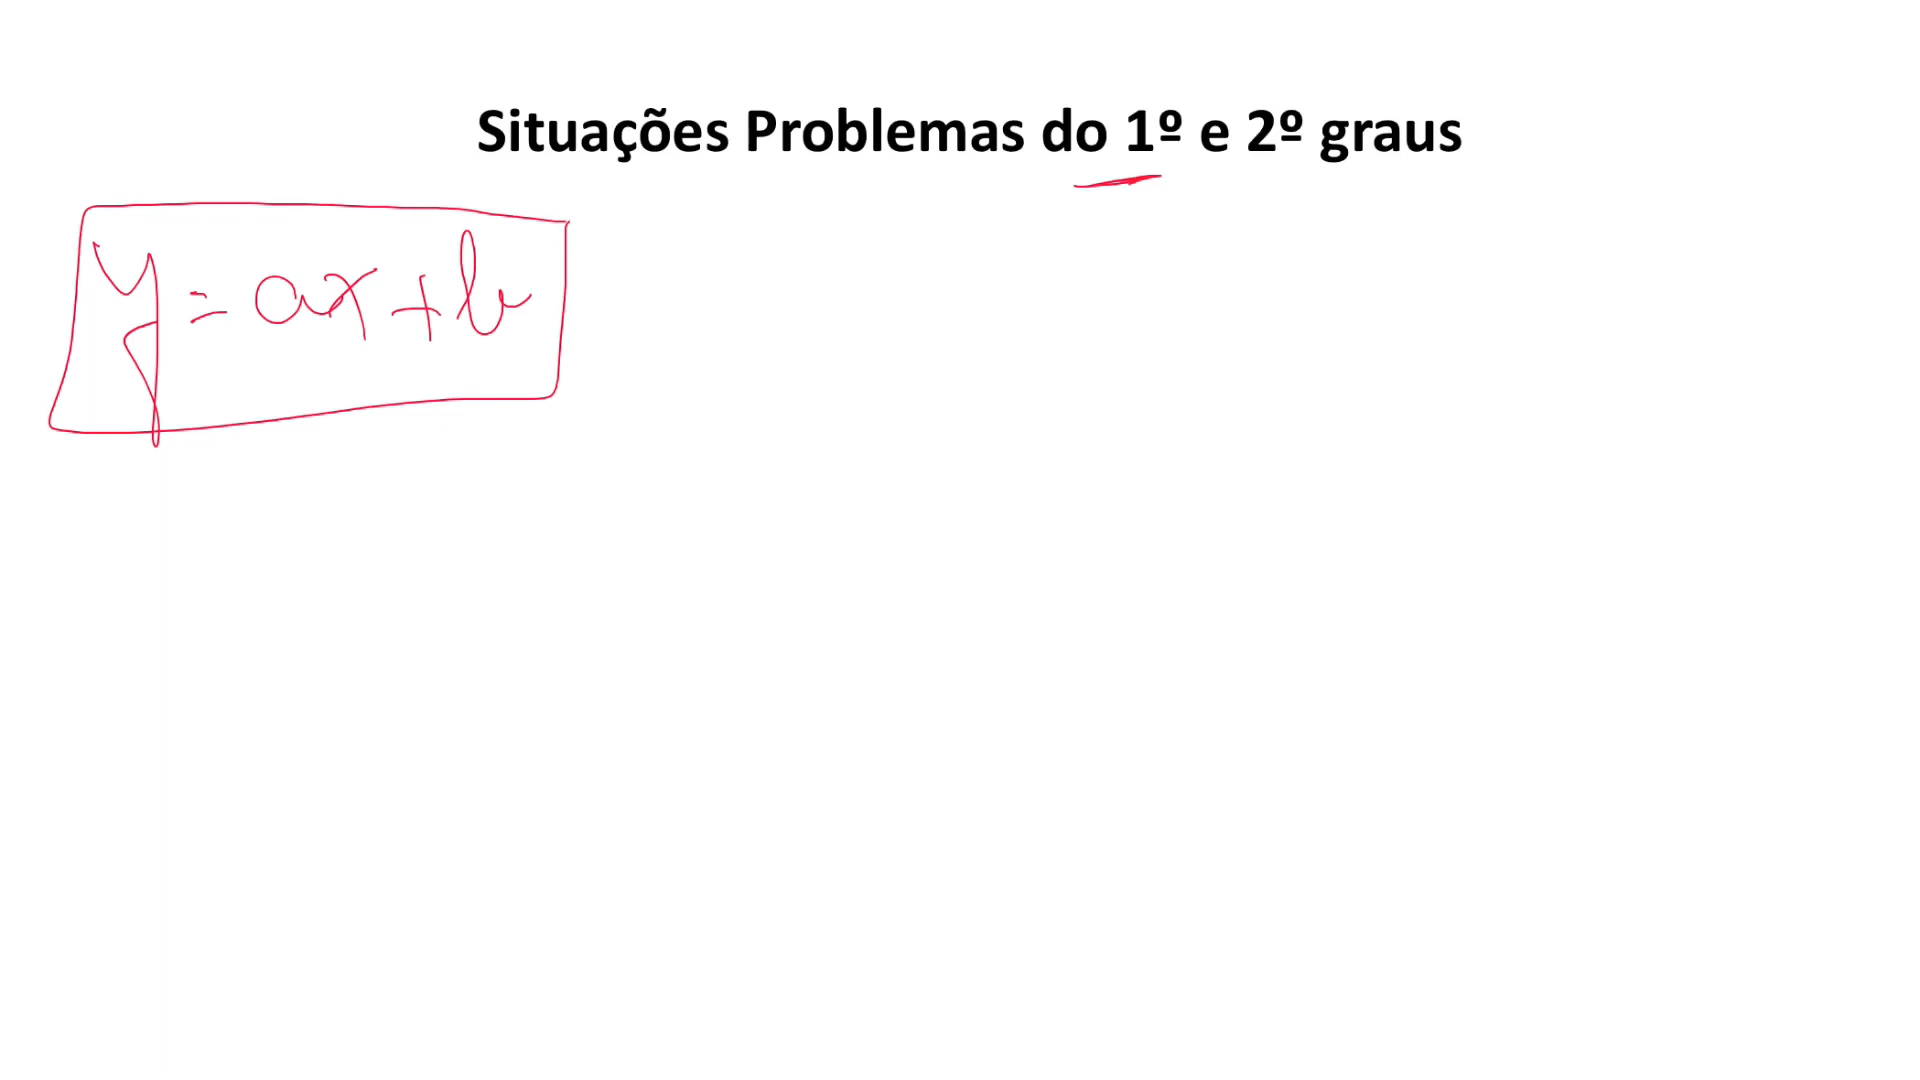 Situações Problemas do 1º e 2º graus
y = ax + b